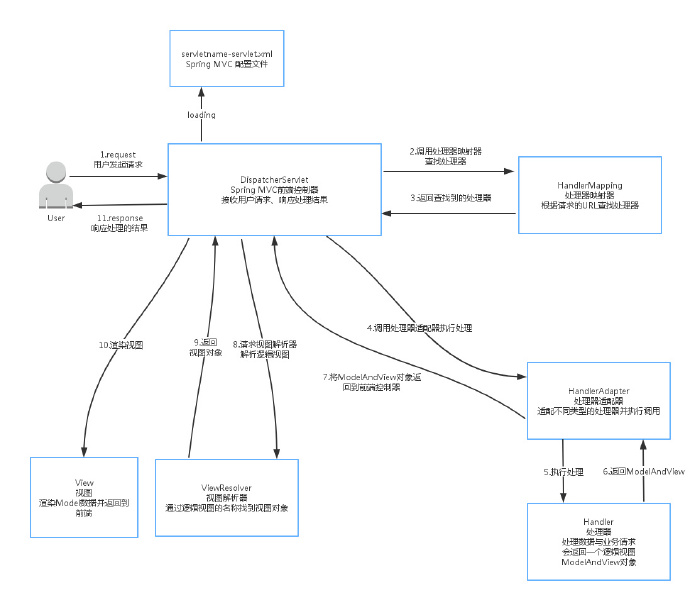 servletname-servlet.xml
Spring MVC 配置文件
loading
1.request
用户发起请求
DispatcherServlet
Spring MVC前端控制器
接收用户请求、响应处理结果
2.调用处理器映射器
查找处理器
3.返回查找到的处理器
HandlerMapping
处理器映射器
根据请求的URL查找处理器
User
11.response
响应处理的结果
4.调用处理器适配器执行处理
10.渲染视图
9.返回
视图对象
8.请求视图解析器
解析逻辑视图
7.将ModelAndView对象返
回到前端控制器
HandlerAdapter
处理器适配器
适配不同类型的处理器并执行调用
5.执行处理
6.返回ModelAndView
View
视图
渲染Model数据并返回到
前端
ViewResolver
视图解析器
通过逻辑视图的名称找到视图对象
Handler
处理器
处理数据与业务请求
会返回一个逻辑视图
ModelAndView对象